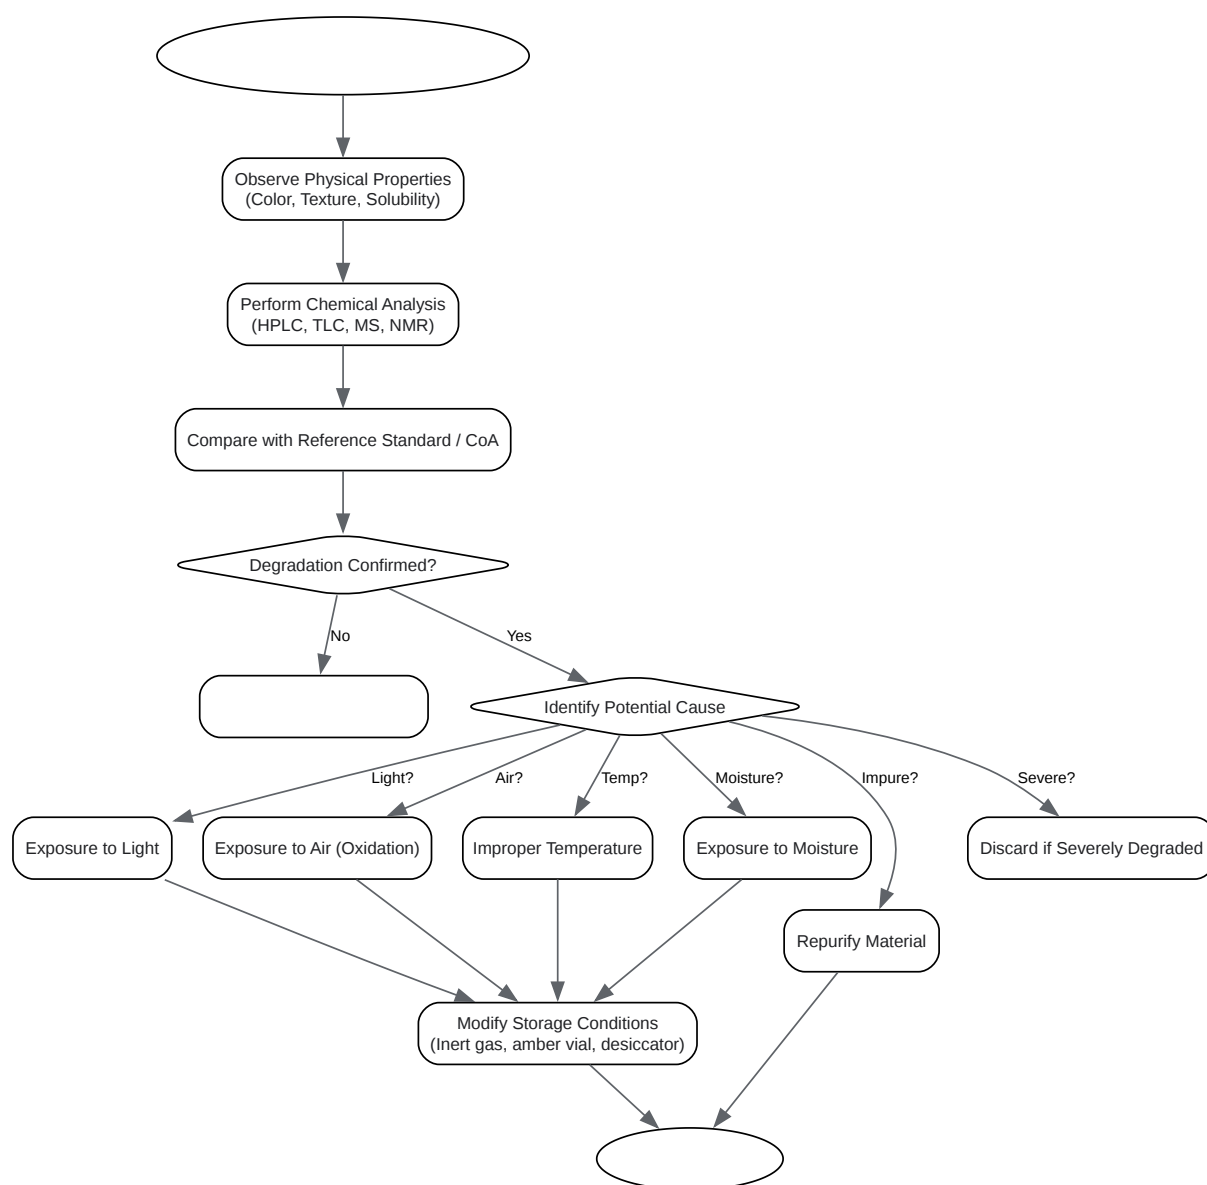 Observe Physical Properties
(Color, Texture, Solubility)
Perform Chemical Analysis
(HPLC, TLC, MS, NMR)
Compare with Reference Standard / CoA
Degradation Confirmed?
No
Yes
Identify Potential Cause
Light?
Air?
Temp?
Moisture?
Impure?
Severe?
Exposure to Light
Exposure to Air (Oxidation)
Improper Temperature
Exposure to Moisture
Discard if Severely Degraded
Repurify Material
Modify Storage Conditions
(Inert gas, amber vial, desiccator)